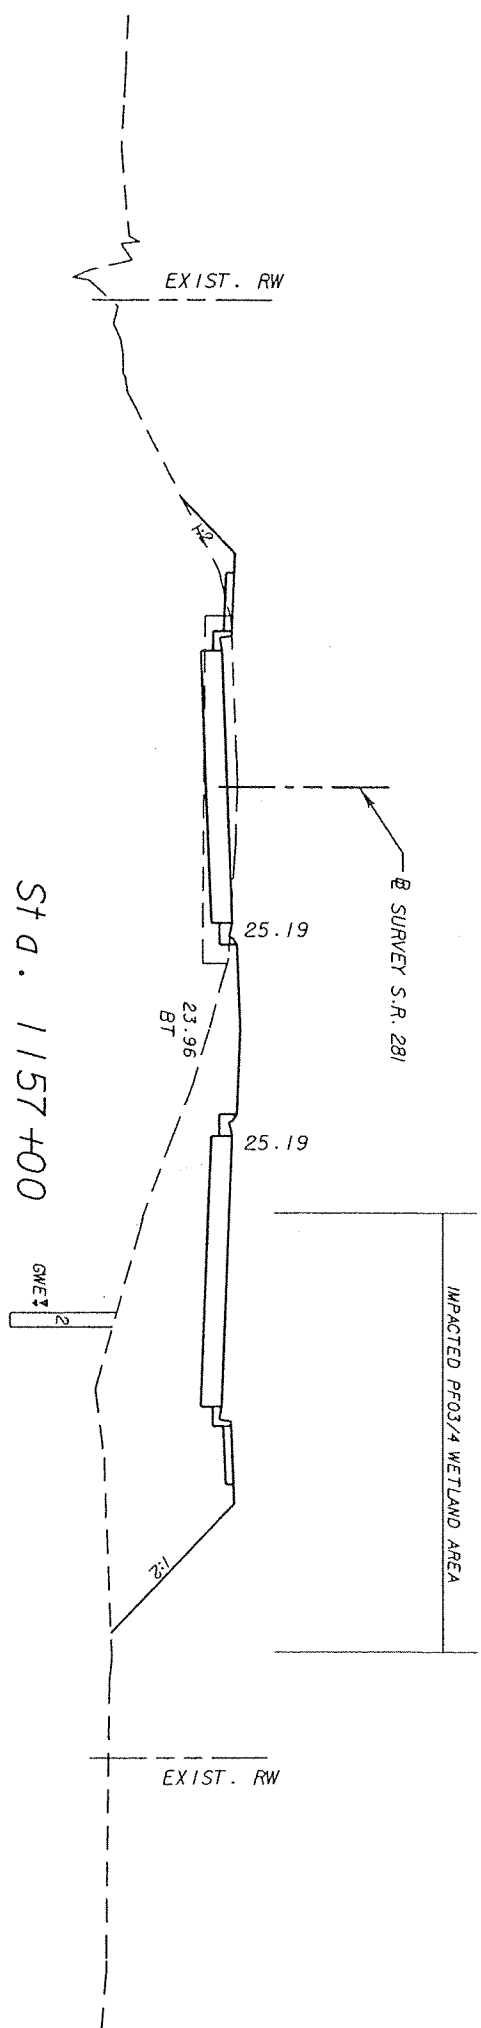 EXIST. RW
1:2
℄ SURVEY S.R. 281
25.19
23.96
BT
25.19
Sta. 1157+00
IMPACTED PFO3/4 WETLAND AREA
GWE
2
1:2
EXIST. RW